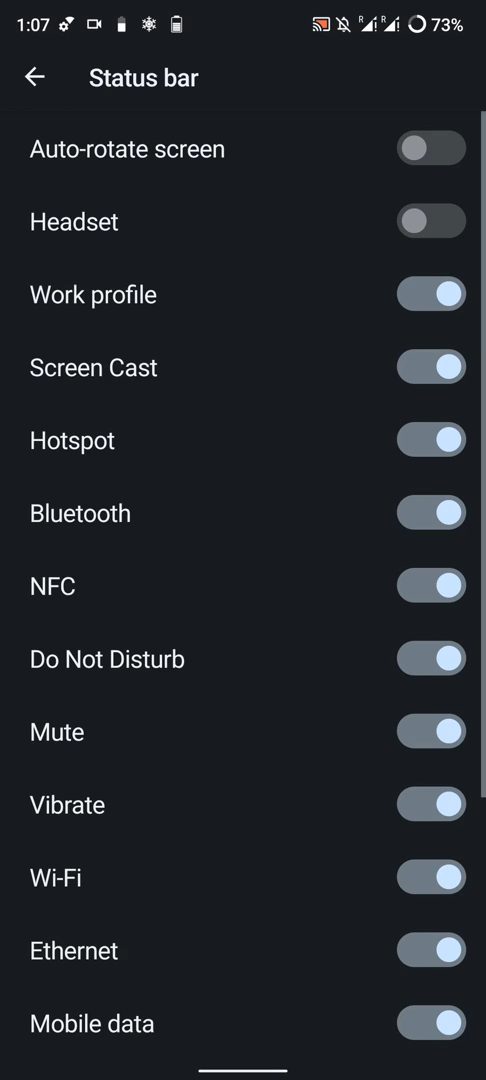 1:07 R R 73%
Status bar
Auto-rotate screen
Headset
Work profile
Screen Cast
Hotspot
Bluetooth
NFC
Do Not Disturb
Mute
Vibrate
Wi-Fi
Ethernet
Mobile data